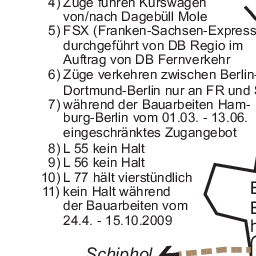 4) Züge führen Kurswagen
von/nach Dagebüll Mole
5) FSX (Franken-Sachsen-Express
durchgeführt von DB Regio im
Auftrag von DB Fernverkehr
6) Züge verkehren zwischen Berlin-
Dortmund-Berlin nur an FR und
7) während der Bauarbeiten Ham-
burg-Berlin vom 01.03. - 13.06.
eingeschränktes Zugangebot
8) L 55 kein Halt
9) L 56 kein Halt
10) L 77 hält vierstündlich
11) kein Halt während
der Bauarbeiten vom
24.4. - 15.10.2009
Schiphol